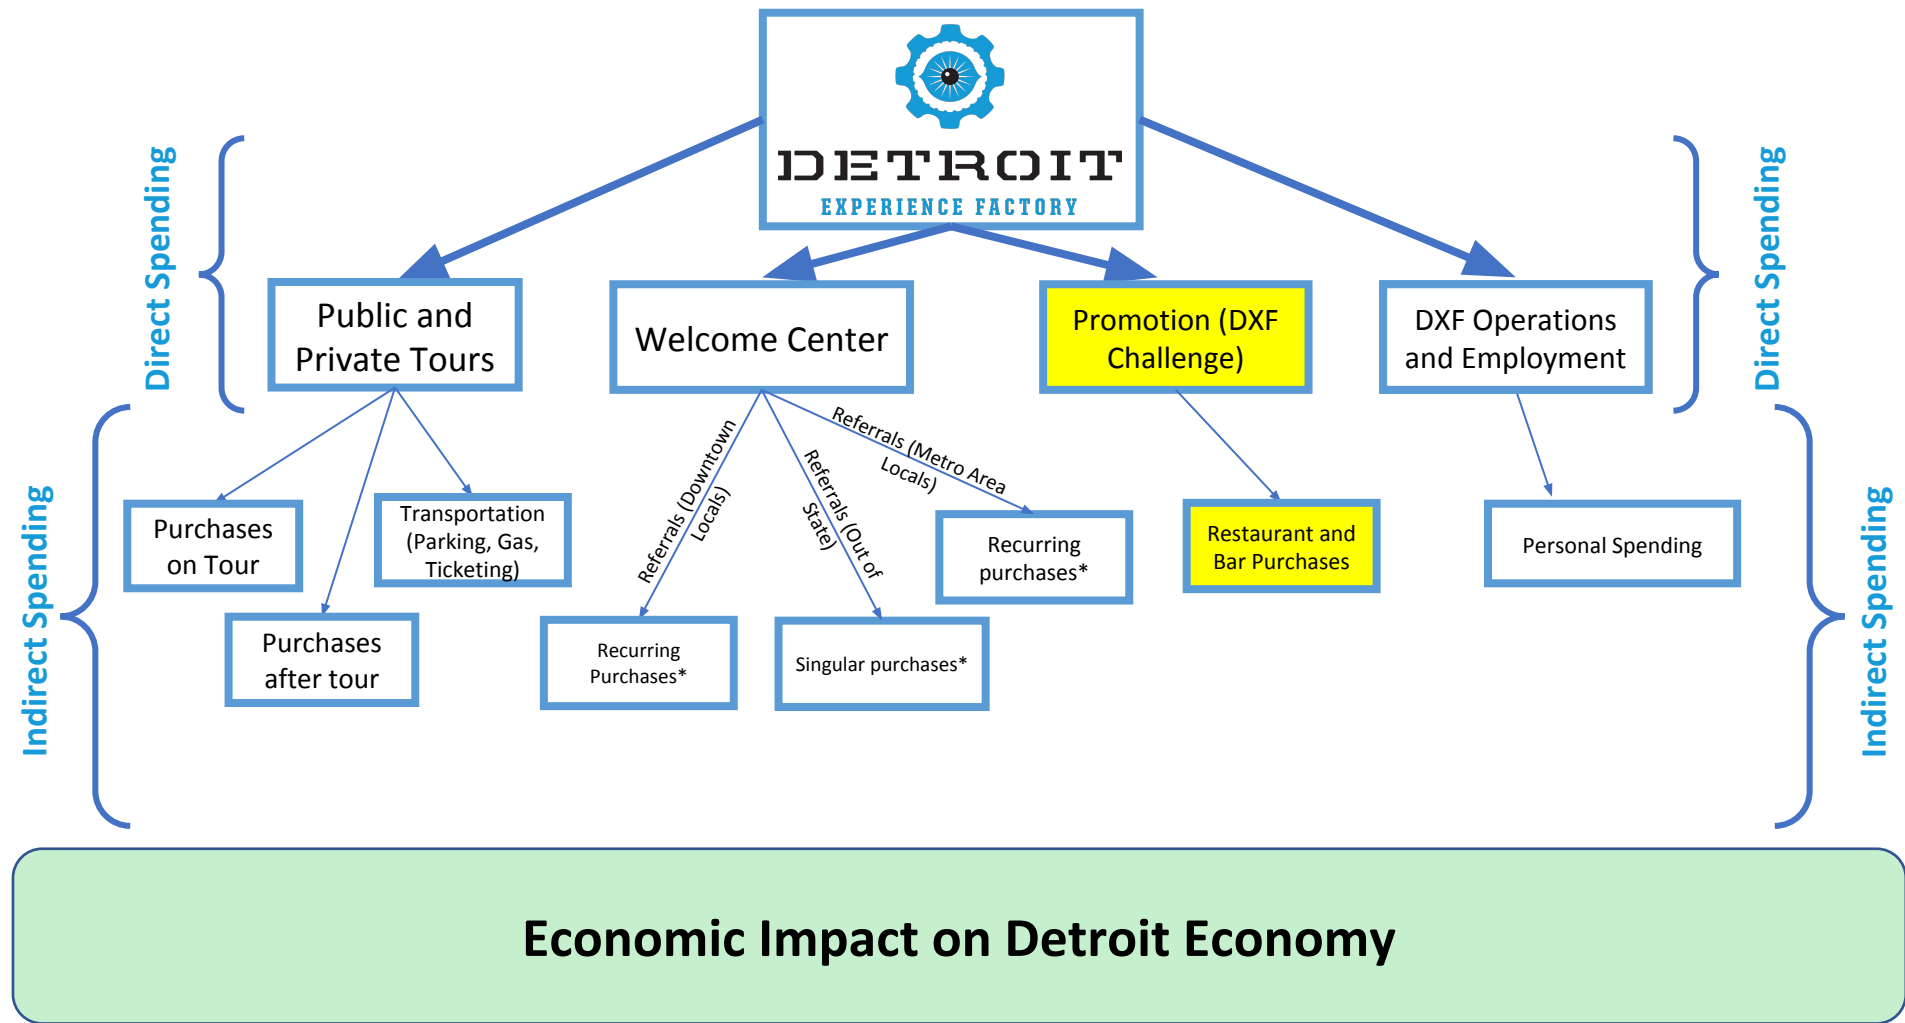 DETROIT
EXPERIENCE FACTORY
Direct Spending
Direct Spending
Public and
Private Tours
Welcome Center
Promotion (DXF
Challenge)
DXF Operations
and Employment
Indirect Spending
Indirect Spending
Referrals (Downtown
Locals)
Referrals (Out of
State)
Referrals (Metro Area
Locals)
Purchases
on Tour
Transportation
(Parking, Gas,
Ticketing)
Purchases
after tour
Recurring
Purchases*
Singular purchases*
Recurring
purchases*
Restaurant and
Bar Purchases
Personal Spending
Economic Impact on Detroit Economy